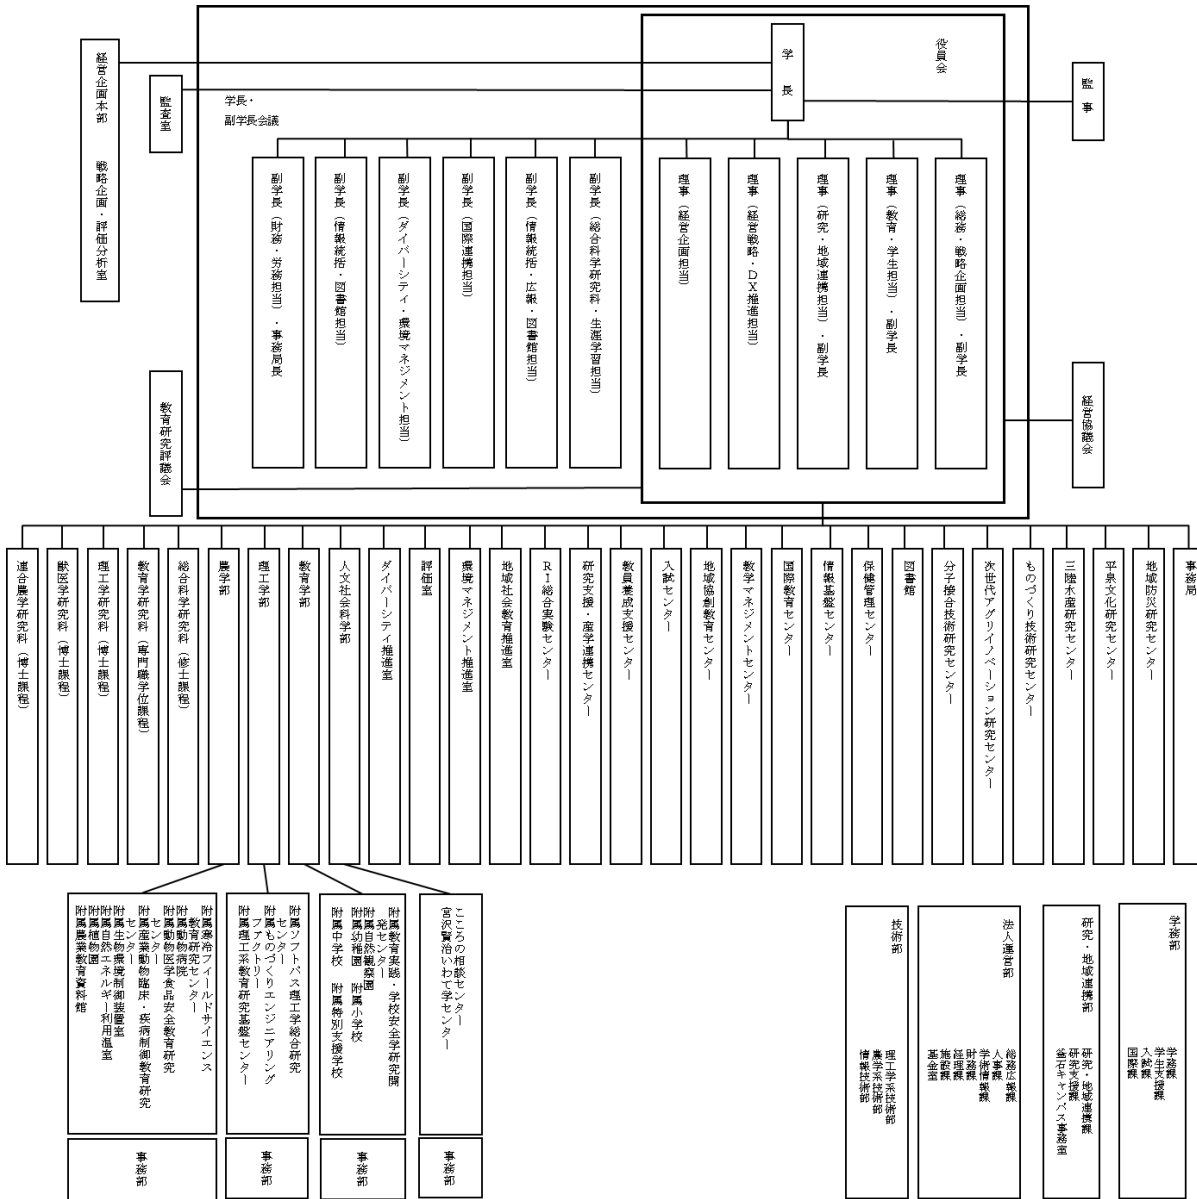 役員会
学長
監事
経営企画本部
戦略企画・評価分析室
監査室
学長・
副学長会議
理事（総務・戦略企画担当）・副学長
理事（教育・学生担当）・副学長
理事（研究・地域連携担当）・副学長
理事（経営戦略・ＤＸ推進担当）
理事（経営企画担当）
副学長（総合科学研究科・生涯学習担当）
副学長（情報統括・広報・図書館担当）
副学長（国際連携担当）
副学長（ダイバーシティ・環境マネジメント担当）
副学長（情報統括・図書館担当）
副学長（財務・労務担当）・事務局長
経営協議会
教育研究評議会
事務局
地域防災研究センター
平泉文化研究センター
三陸水産研究センター
ものづくり技術研究センター
次世代アグリイノベーション研究センター
分子接合技術研究センター
図書館
保健管理センター
情報基盤センター
国際教育センター
教学マネジメントセンター
地域協創教育センター
入試センター
教員養成支援センター
研究支援・産学連携センター
ＲＩ総合実験センター
地域社会教育推進室
環境マネジメント推進室
評価室
ダイバーシティ推進室
人文社会科学部
教育学部
理工学部
農学部
総合科学研究科（修士課程）
教育学研究科（専門職学位課程）
理工学研究科（博士課程）
獣医学研究科（博士課程）
連合農学研究科（博士課程）
学務部
学務課
学生支援課
入試課
国際課
研究・地域連携部
研究・地域連携課
研究支援課
釜石キャンパス事務室
法人運営部
総務広報課
人事課
学術情報課
財務課
経理課
施設課
基金室
技術部
理工学系技術部
農学系技術部
情報技術部
こころの相談センター
宮沢賢治いわて学センター
事務部
附属教育実践・学校安全学研究開
発センター
附属自然観察園
附属幼稚園　附属小学校
附属中学校　附属特別支援学校
事務部
附属ソフトパス理工学総合研究
センター
附属ものづくりエンジニアリング
ファクトリー
附属理工系教育研究基盤センター
事務部
附属寒冷フィールドサイエンス
教育研究センター
附属動物病院
附属動物医学食品安全教育研究
センター
附属産業動物臨床・疾病制御教育研究
センター
附属生物環境制御装置室
附属自然エネルギー利用温室
附属植物園
附属農業教育資料館
事務部